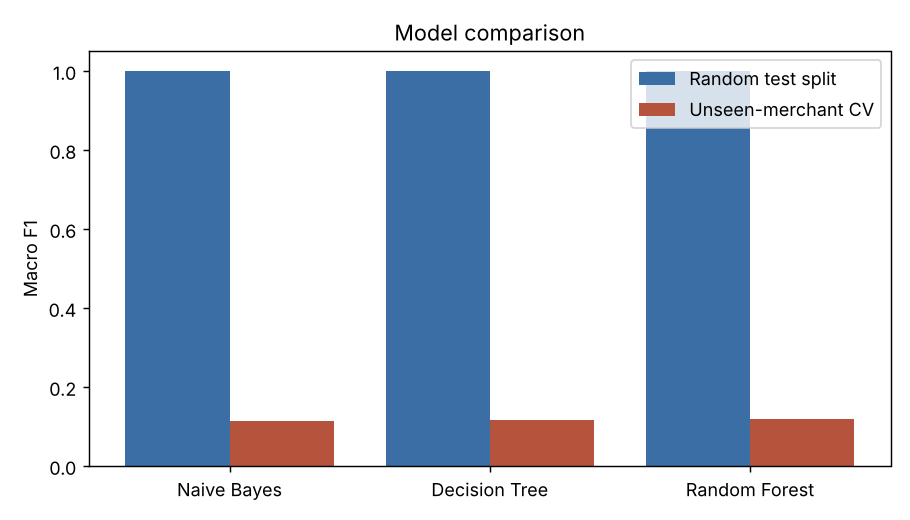 Model comparison
Random test split
Unseen-merchant CV
Macro F1
1.0
0.8
0.6
0.4
0.2
0.0
Naive Bayes
Decision Tree
Random Forest